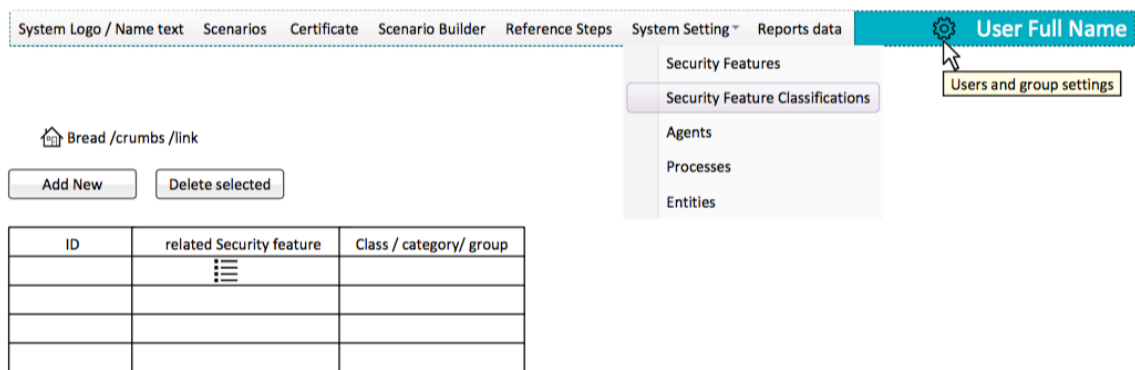 System Logo / Name text Scenarios Certificate Scenario Builder Reference Steps System Setting Reports data User Full Name
Security Features
Users and group settings
Security Feature Classifications
Agents
Bread /crumbs /link
Processes
Add New Delete selected
Entities
ID related Security feature Class / category/ group